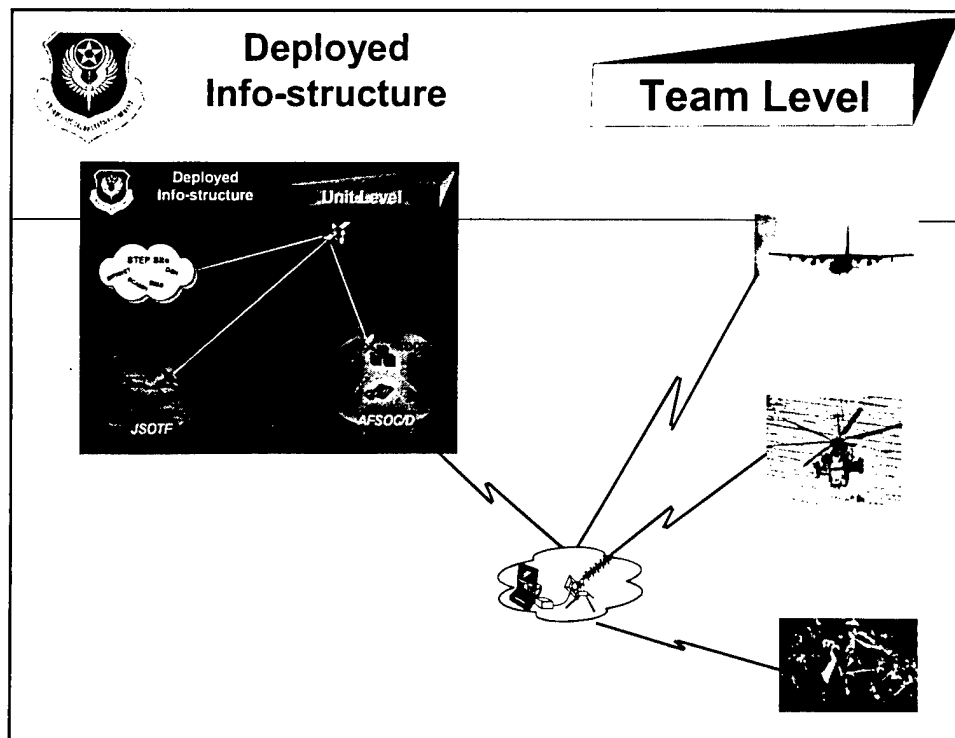 Deployed
Info-structure
Team Level
Deployed
Info-structure
Unit-Level
STEP Site
JSOTF
AFSOC/D